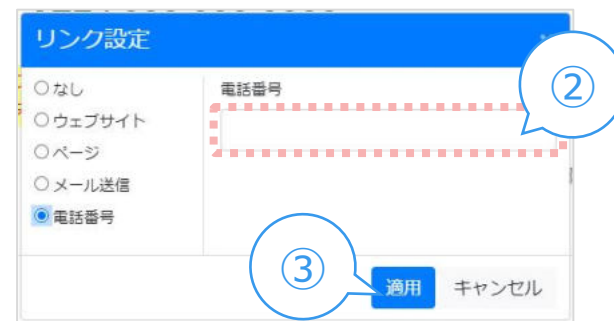 リンク設定
なし
ウェブサイト
ページ
メール送信
電話番号
電話番号
②
③
適用 キャンセル